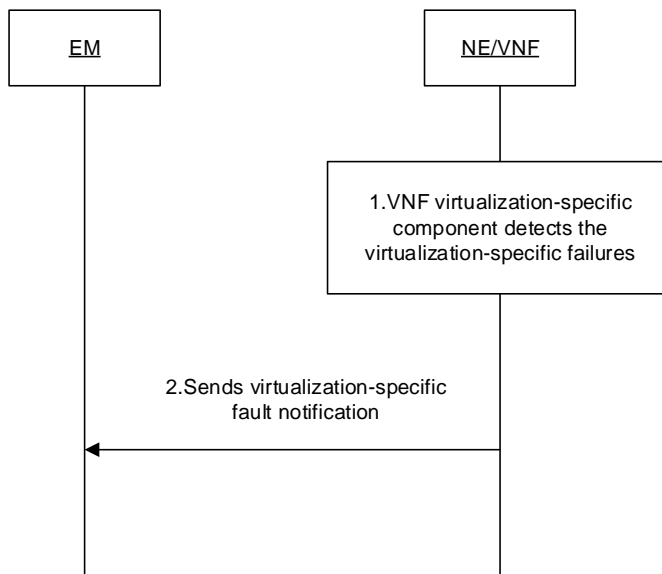 EM
NE/VNF
1.VNF virtualization-specific
component detects the
virtualization-specific failures
2.Sends virtualization-specific
fault notification